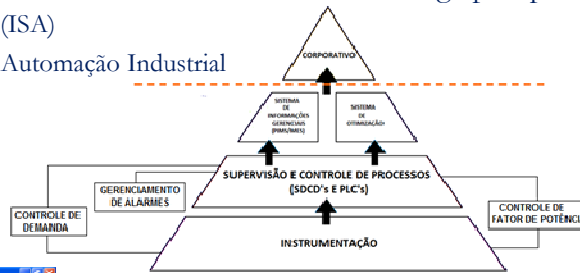 (ISA)
Automação Industrial
CORPORATIVO
SISTEMA
DE
INFORMAÇÕES
GERENCIAIS
(PIMS/MES)
SISTEMA
DE
OTIMIZAÇÃO
SUPERVISÃO E CONTROLE DE PROCESSOS
(SDCD's E PLC's)
GERENCIAMENTO
DE ALARMES
CONTROLE DE
DEMANDA
CONTROLE DE
FATOR DE POTÊNCI
INSTRUMENTAÇÃO